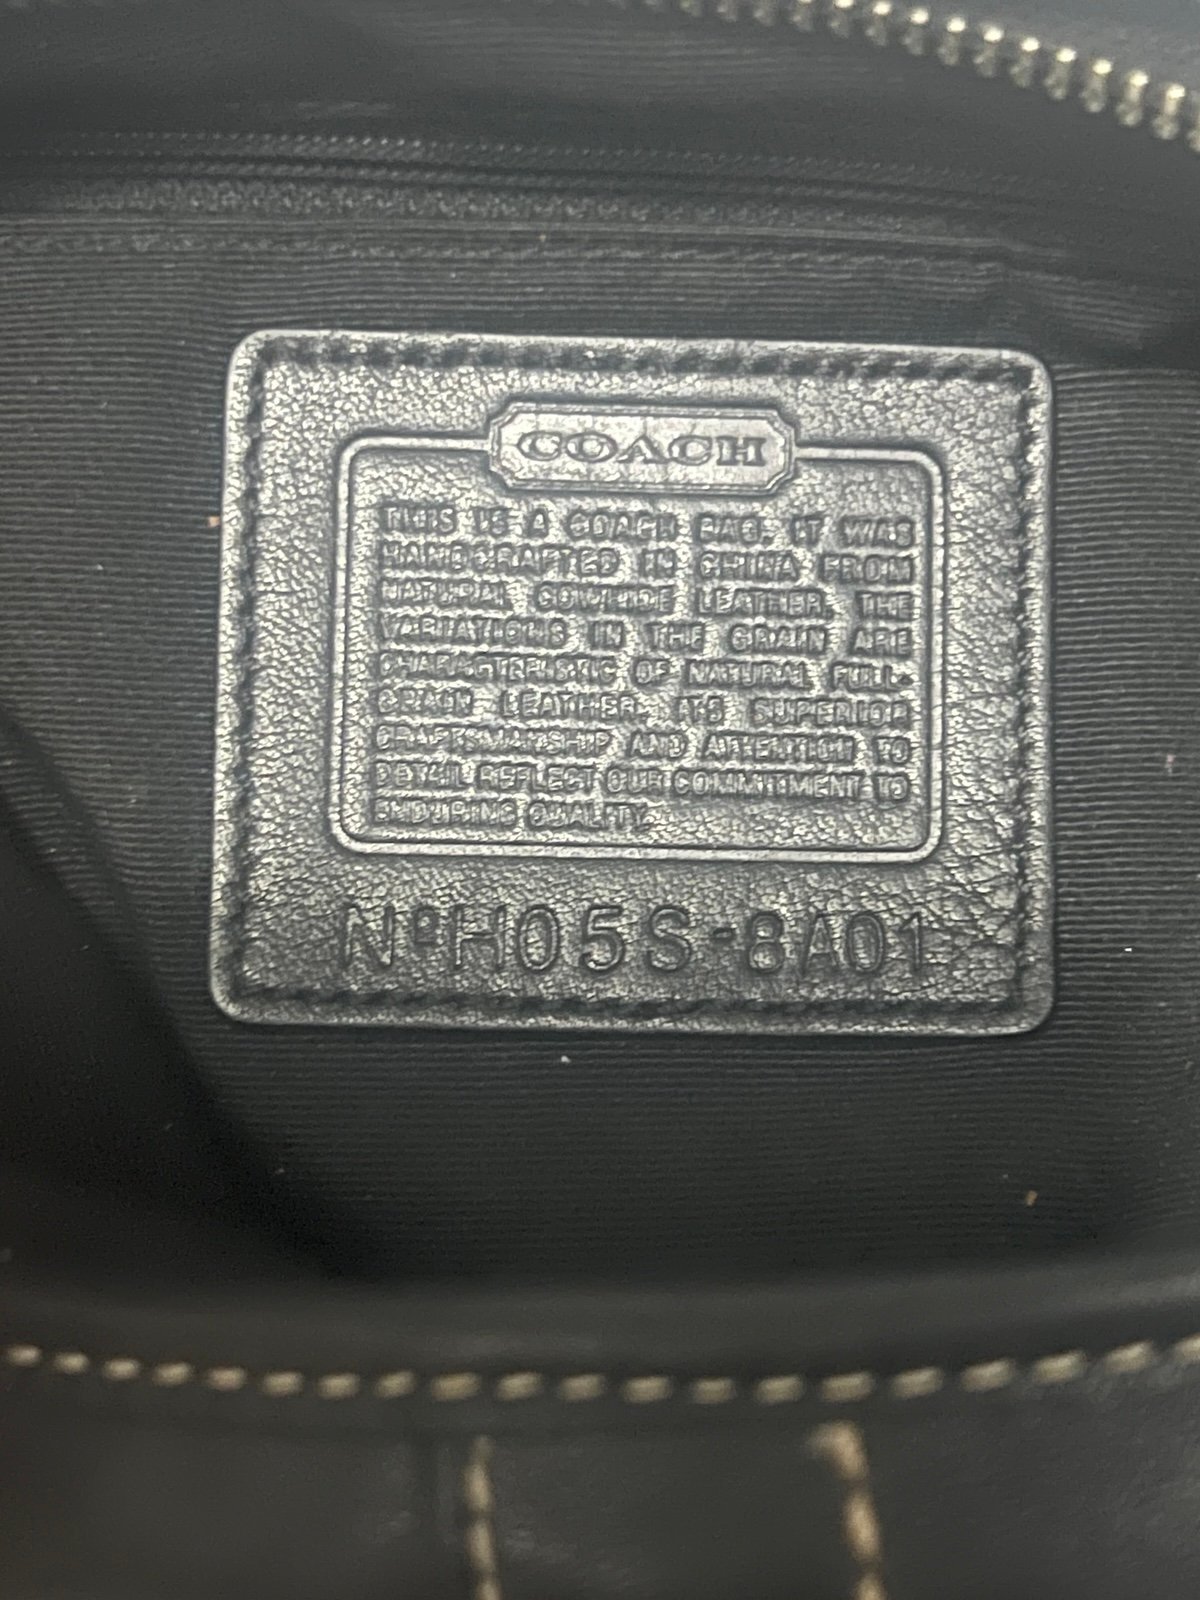 COACH
THIS IS A COACH BAG. IT WAS
HANDCRAFTED IN CHINA FROM
NATURAL COWHIDE LEATHER. THE
VARIATIONS IN THE GRAIN ARE
CHARACTERISTIC OF NATURAL FULL-
GRAIN LEATHER. ITS SUPERIOR
CRAFTSMANSHIP AND ATTENTION TO
DETAIL REFLECT OUR COMMITMENT TO
ENDURING QUALITY.
Nº H05S-8A01